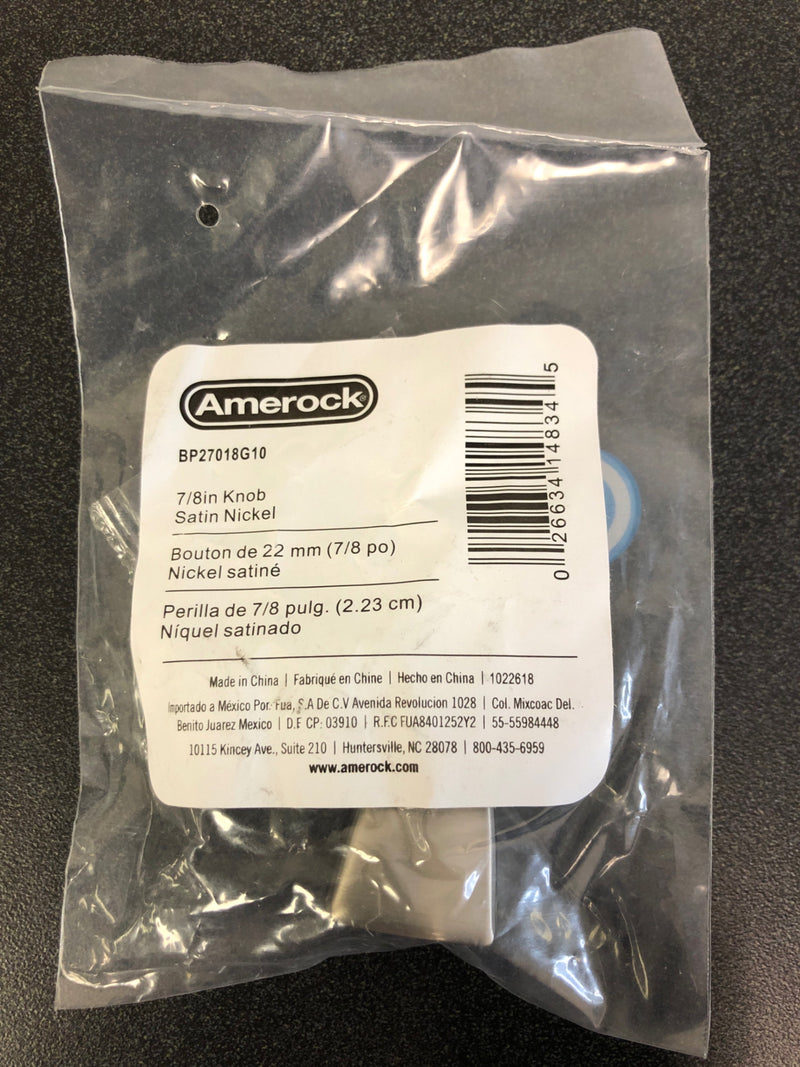 Amerock®
BP27018G10
7/8in Knob
Satin Nickel
Bouton de 22 mm (7/8 po)
Nickel satiné
Perilla de 7/8 pulg. (2.23 cm)
Níquel satinado
0 26634 14834 5
Made in China | Fabriqué en Chine | Hecho en China | 1022618
Importado a México Por: Fua, S.A De C.V Avenida Revolucion 1028 | Col. Mixcoac Del.
Benito Juarez Mexico | D.F CP: 03910 | R.F.C FUA8401252Y2 | 55-55984448
10115 Kincey Ave., Suite 210 | Huntersville, NC 28078 | 800-435-6959
www.amerock.com